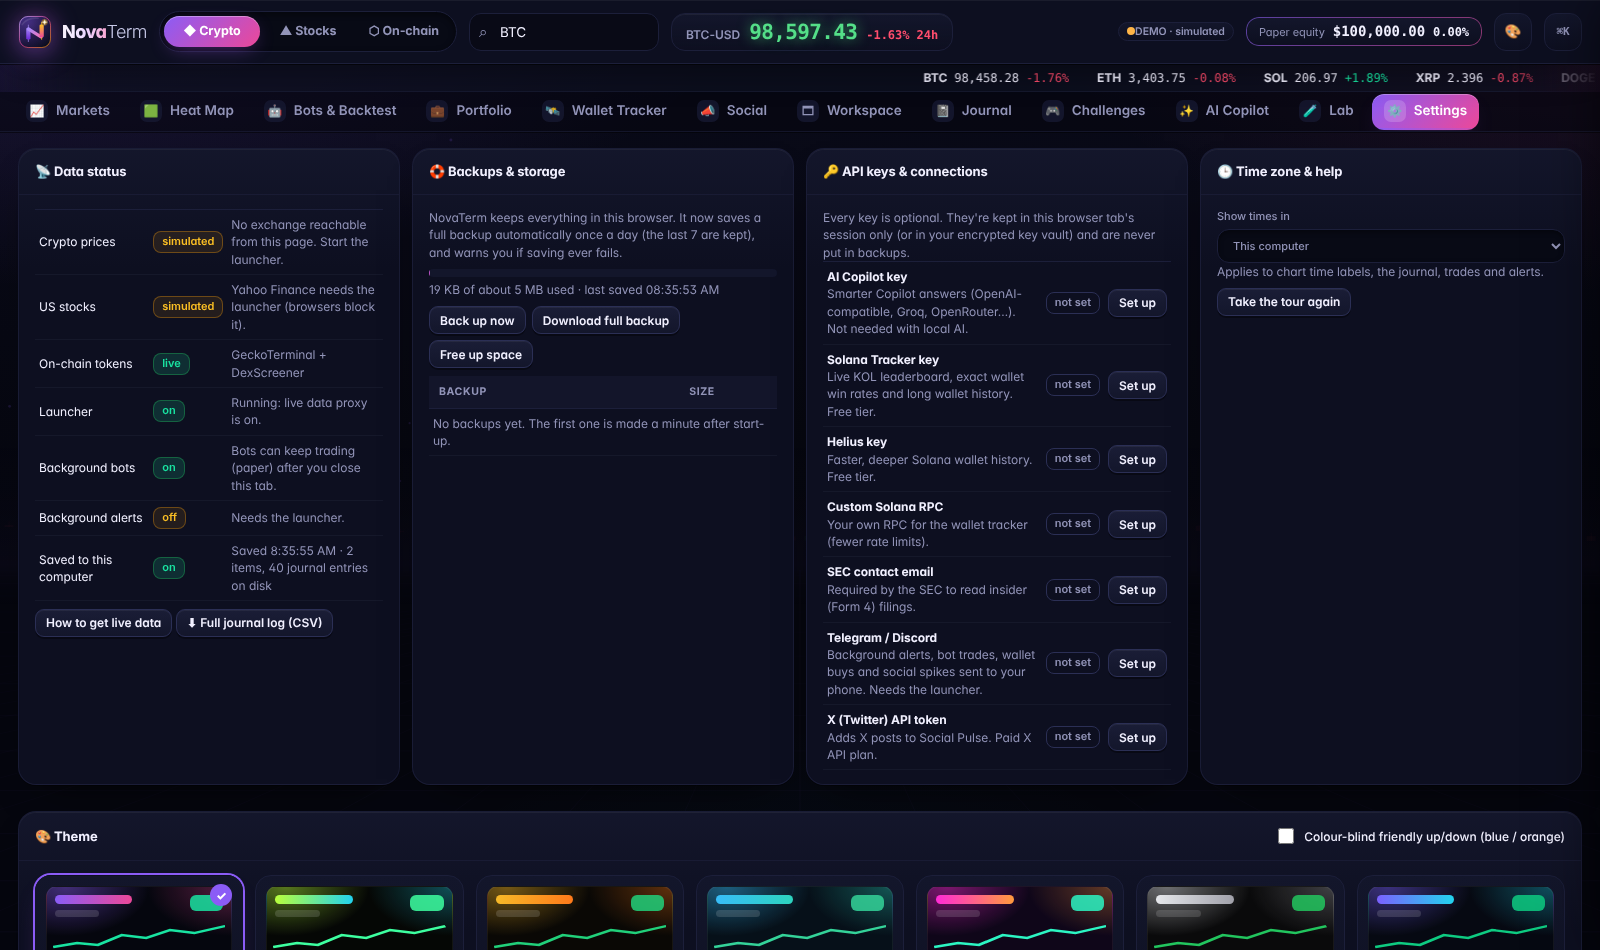 NovaTerm
Crypto
Stocks
On-chain
BTC
BTC-USD 98,597.43 -1.63% 24h
DEMO · simulated
Paper equity $100,000.00 0.00%
⌘K
BTC 98,458.28 -1.76% ETH 3,403.75 -0.08% SOL 206.97 +1.89% XRP 2.396 -0.87% DOGE
Markets
Heat Map
Bots & Backtest
Portfolio
Wallet Tracker
Social
Workspace
Journal
Challenges
AI Copilot
Lab
Settings
Data status
Crypto prices
simulated
No exchange reachable
from this page. Start the
launcher.
US stocks
simulated
Yahoo Finance needs the
launcher (browsers block
it).
On-chain tokens
live
GeckoTerminal +
DexScreener
Launcher
on
Running: live data proxy
is on.
Background bots
on
Bots can keep trading
(paper) after you close
this tab.
Background alerts
off
Needs the launcher.
Saved to this
computer
on
Saved 8:35:55 AM · 2
items, 40 journal entries
on disk
How to get live data
⬇ Full journal log (CSV)
Backups & storage
NovaTerm keeps everything in this browser. It now saves a
full backup automatically once a day (the last 7 are kept),
and warns you if saving ever fails.
19 KB of about 5 MB used · last saved 08:35:53 AM
Back up now
Download full backup
Free up space
BACKUP SIZE
No backups yet. The first one is made a minute after start-
up.
API keys & connections
Every key is optional. They're kept in this browser tab's
session only (or in your encrypted key vault) and are never
put in backups.
AI Copilot key
Smarter Copilot answers (OpenAI-
compatible, Groq, OpenRouter...).
Not needed with local AI.
not set
Set up
Solana Tracker key
Live KOL leaderboard, exact wallet
win rates and long wallet history.
Free tier.
not set
Set up
Helius key
Faster, deeper Solana wallet history.
Free tier.
not set
Set up
Custom Solana RPC
Your own RPC for the wallet tracker
(fewer rate limits).
not set
Set up
SEC contact email
Required by the SEC to read insider
(Form 4) filings.
not set
Set up
Telegram / Discord
Background alerts, bot trades, wallet
buys and social spikes sent to your
phone. Needs the launcher.
not set
Set up
X (Twitter) API token
Adds X posts to Social Pulse. Paid X
API plan.
not set
Set up
Time zone & help
Show times in
This computer
Applies to chart time labels, the journal, trades and alerts.
Take the tour again
Theme
Colour-blind friendly up/down (blue / orange)